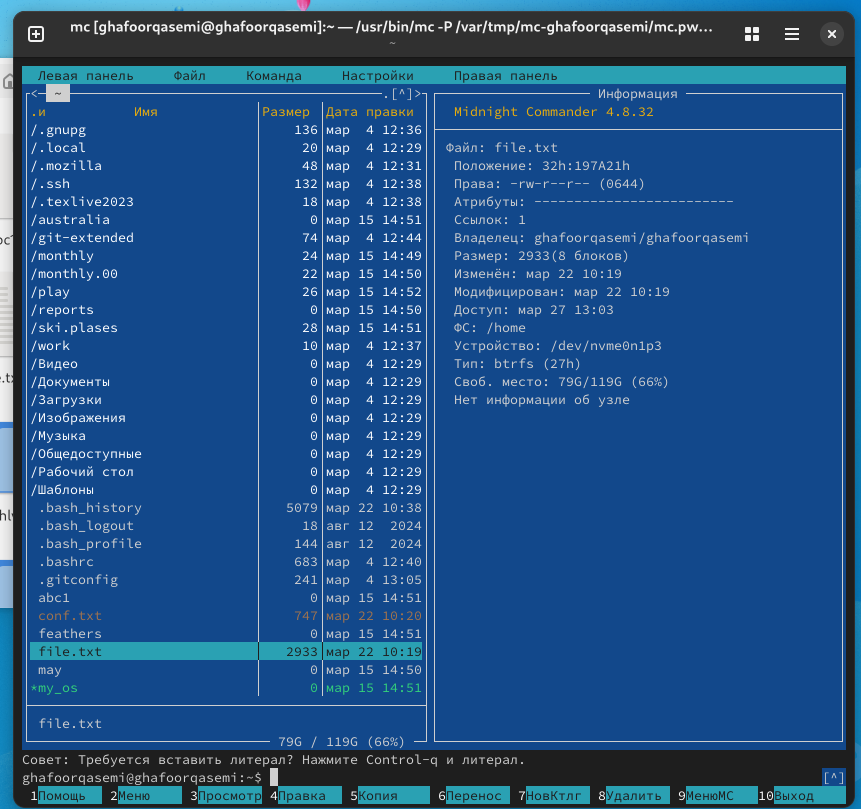 mc [ghafoorqasemi@ghafoorqasemi]:~ — /usr/bin/mc -P /var/tmp/mc-ghafoorqasemi/mc.pw…
~
Левая панель Файл Команда Настройки Правая панель
<─ ~ .[^]>
.и Имя Размер Дата правки
/.gnupg 136 мар 4 12:36
/.local 20 мар 4 12:29
/.mozilla 48 мар 4 12:31
/.ssh 132 мар 4 12:38
/.texlive2023 18 мар 4 12:38
/australia 0 мар 15 14:51
/git-extended 74 мар 4 12:44
/monthly 24 мар 15 14:49
/monthly.00 22 мар 15 14:50
/play 26 мар 15 14:52
/reports 0 мар 15 14:50
/ski.plases 28 мар 15 14:51
/work 10 мар 4 12:37
/Видео 0 мар 4 12:29
/Документы 0 мар 4 12:29
/Загрузки 0 мар 4 12:29
/Изображения 0 мар 4 12:29
/Музыка 0 мар 4 12:29
/Общедоступные 0 мар 4 12:29
/Рабочий стол 0 мар 4 12:29
/Шаблоны 0 мар 4 12:29
.bash_history 5079 мар 22 10:38
.bash_logout 18 авг 12 2024
.bash_profile 144 авг 12 2024
.bashrc 683 мар 4 12:40
.gitconfig 241 мар 4 13:05
abc1 0 мар 15 14:51
conf.txt 747 мар 22 10:20
feathers 0 мар 15 14:51
file.txt 2933 мар 22 10:19
may 0 мар 15 14:50
*my_os 0 мар 15 14:51
file.txt
79G / 119G (66%)
Информация
Midnight Commander 4.8.32
Файл: file.txt
Положение: 32h:197A21h
Права: -rw-r--r-- (0644)
Атрибуты: -------------------------
Ссылок: 1
Владелец: ghafoorqasemi/ghafoorqasemi
Размер: 2933(8 блоков)
Изменён: мар 22 10:19
Модифицирован: мар 22 10:19
Доступ: мар 27 13:03
ФС: /home
Устройство: /dev/nvme0n1p3
Тип: btrfs (27h)
Своб. место: 79G/119G (66%)
Нет информации об узле
Совет: Требуется вставить литерал? Нажмите Control-q и литерал.
ghafoorqasemi@ghafoorqasemi:~$ [^]
1Помощь 2Меню 3Просмотр 4Правка 5Копия 6Перенос 7НовКтлг 8Удалить 9МенюМС 10Выход